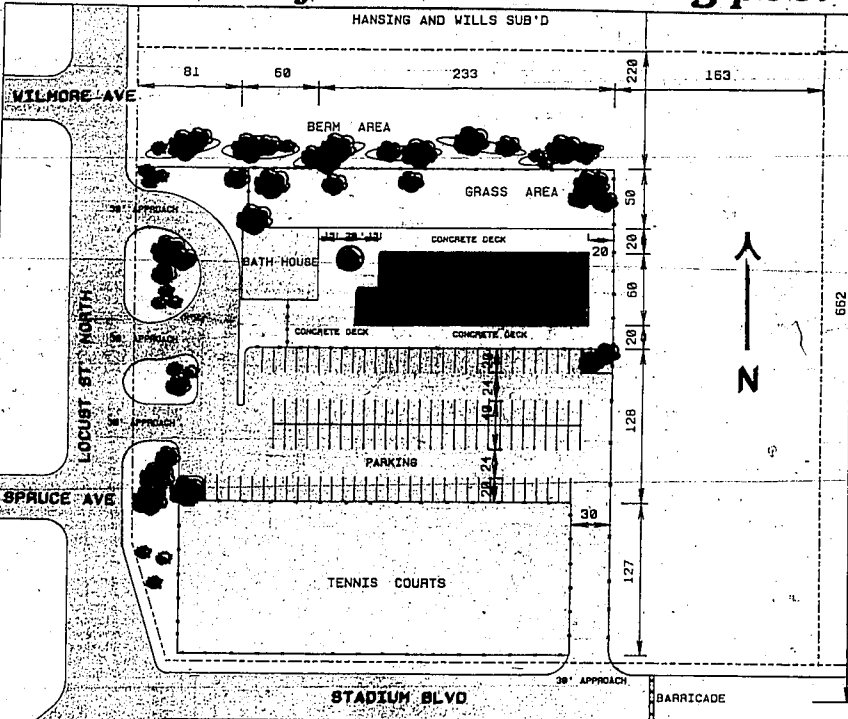 HANSING AND WILLS SUB'D
81
60
233
220
163
WILMORE AVE
BERM AREA
GRASS AREA
50
30' APPROACH
CONCRETE DECK
20
20
BATH HOUSE
60
662
LOCUST ST' NORTH
30' APPROACH
CONCRETE DECK
CONCRETE DECK
20
N
20
24
40
128
30' APPROACH
PARKING
24
SPRUCE AVE
20
30
127
TENNIS COURTS
30' APPROACH
STADIUM BLVD
BARRICADE